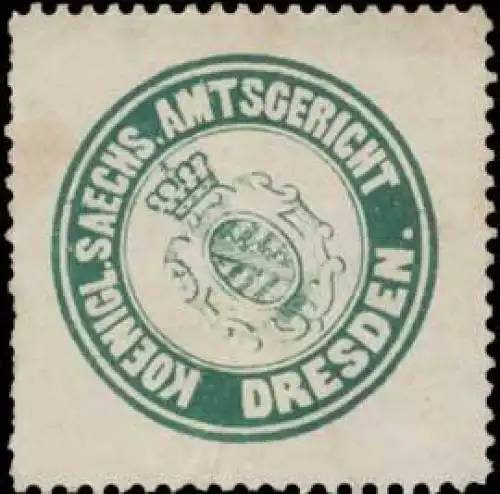 KOENIGL. SAECHS. AMTSGERICHT
DRESDEN.